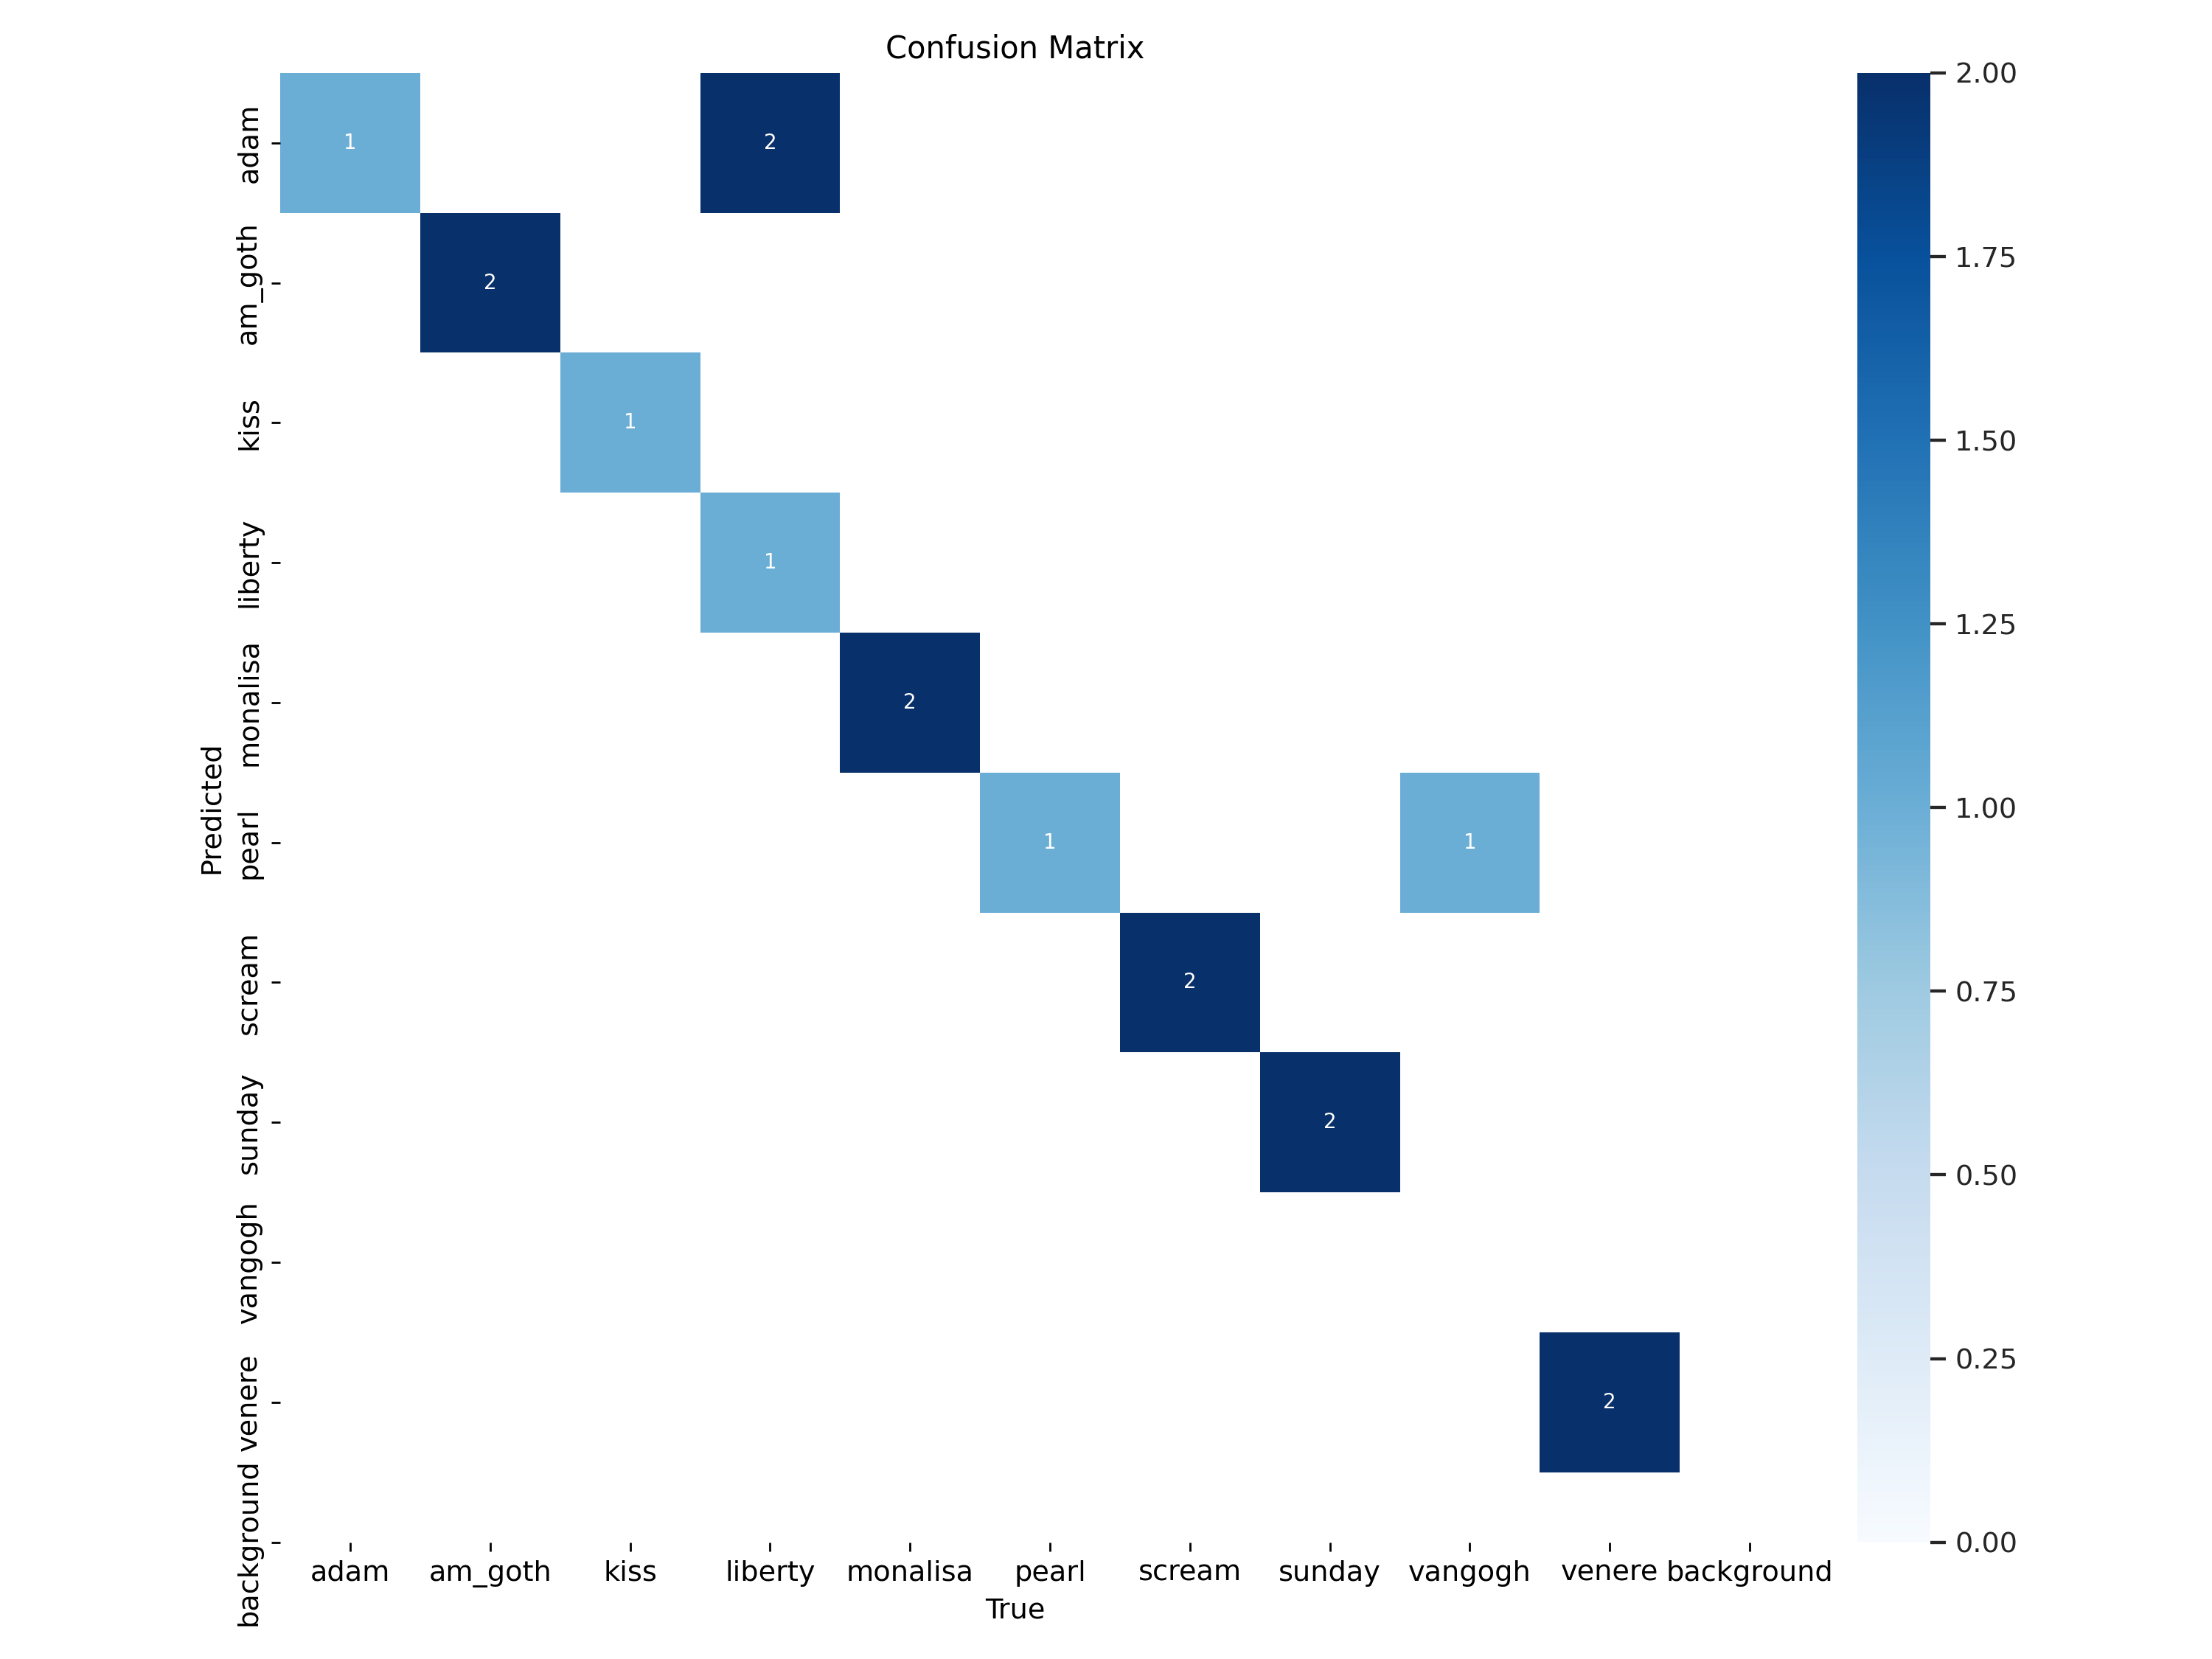 Confusion Matrix
adam
1
2
am_goth
2
kiss
1
liberty
1
monalisa
2
pearl
1
1
scream
2
sunday
2
vangogh
venere
2
background
Predicted
adam am_goth kiss liberty monalisa pearl scream sunday vangogh venere background
True
2.00
1.75
1.50
1.25
1.00
0.75
0.50
0.25
0.00